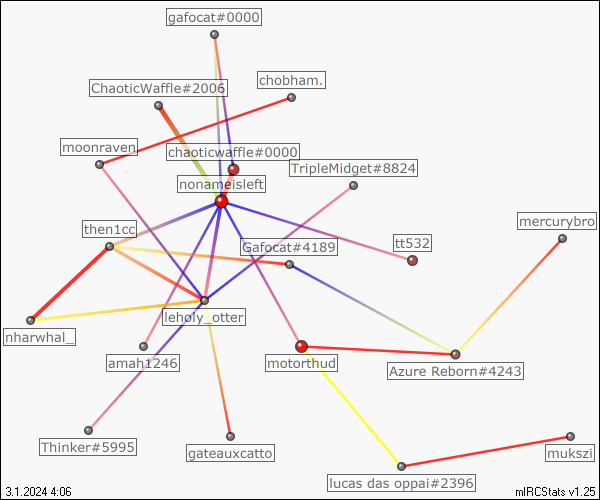 gafocat#0000
chobham.
ChaoticWaffle#2006
moonraven
chaoticwaffle#0000
TripleMidget#8824
nonameisleft
mercurybro
then1cc
Gafocat#4189
tt532
leholy_otter
nharwhal_
amah1246
motorthud
Azure Reborn#4243
Thinker#5995
gateauxcatto
mukszi
lucas das oppai#2396
3.1.2024 4:06
mIRCStats v1.25